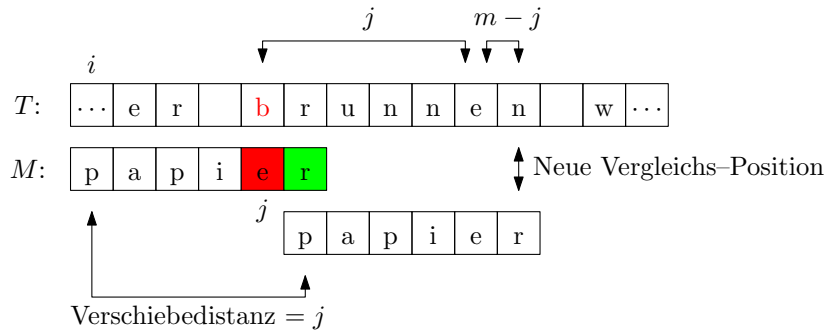 j m − j
i
T: ··· e r b r u n n e n w ···
M: p a p i e r Neue Vergleichs–Position
j
p a p i e r
Verschiebedistanz = j